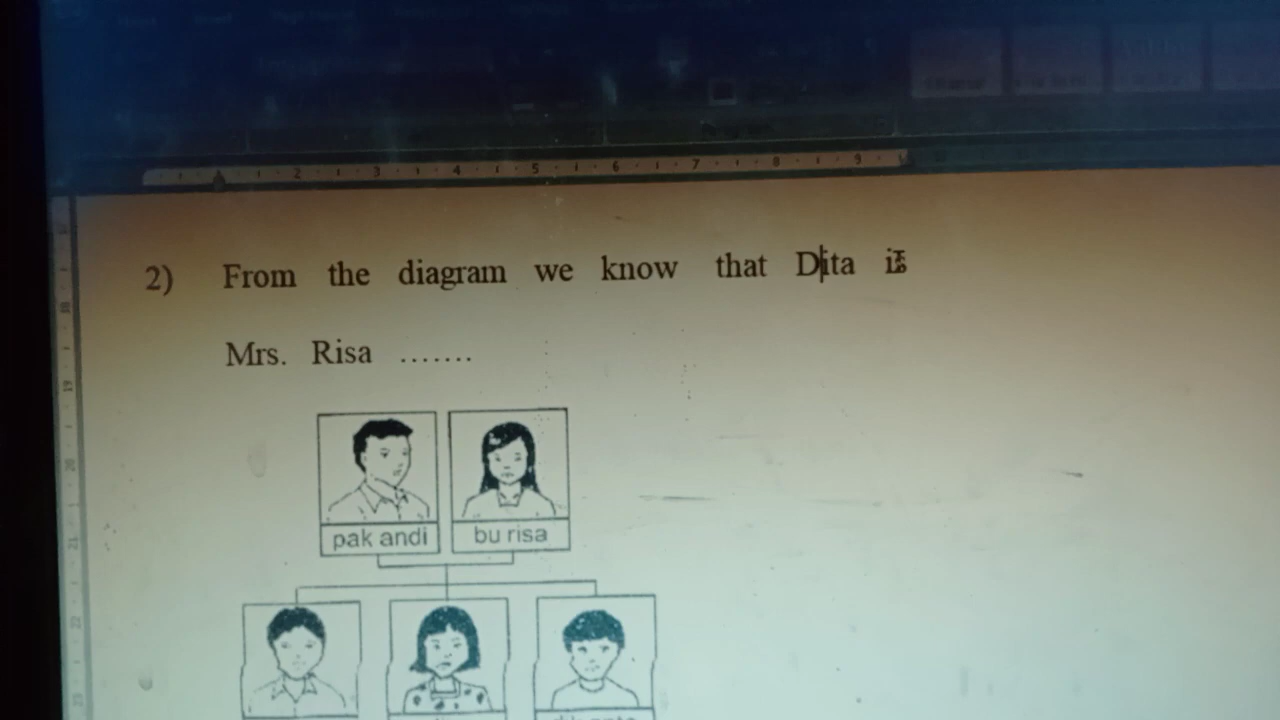 2) From the diagram we know that Dita is
Mrs. Risa .......
pak andi
bu risa